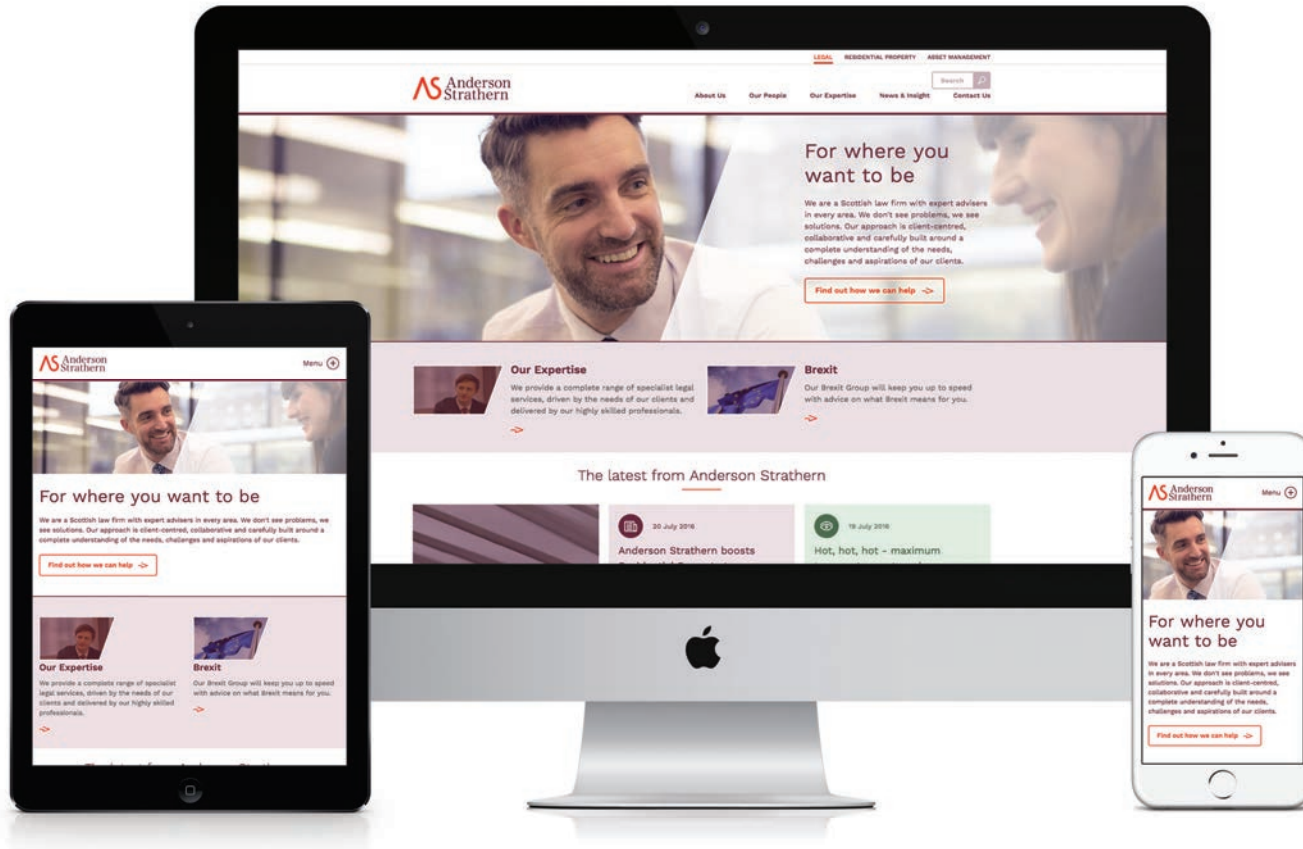 LEGAL RESIDENTIAL PROPERTY ASSET MANAGEMENT
AS Anderson
Strathern
Search
About Us Our People Our Expertise News & Insight Contact Us
For where you
want to be
We are a Scottish law firm with expert advisers
in every area. We don't see problems, we see
solutions. Our approach is client-centred,
collaborative and carefully built around a
complete understanding of the needs,
challenges and aspirations of our clients.
Find out how we can help
Our Expertise
We provide a complete range of specialist legal
services, driven by the needs of our clients and
delivered by our highly skilled professionals.
Brexit
Our Brexit Group will keep you up to speed
with advice on what Brexit means for you.
The latest from Anderson Strathern
20 July 2016
Anderson Strathern boosts
19 July 2016
Hot, hot, hot - maximum
AS Anderson
Strathern
Menu
For where you want to be
We are a Scottish law firm with expert advisers in every area. We don't see problems, we
see solutions. Our approach is client-centred, collaborative and carefully built around a
complete understanding of the needs, challenges and aspirations of our clients.
Find out how we can help
Our Expertise
We provide a complete range of specialist
legal services, driven by the needs of our
clients and delivered by our highly skilled
professionals.
Brexit
Our Brexit Group will keep you up to speed
with advice on what Brexit means for you.
AS Anderson
Strathern
Menu
For where you
want to be
We are a Scottish law firm with expert advisers
in every area. We don't see problems, we see
solutions. Our approach is client-centred,
collaborative and carefully built around a
complete understanding of the needs,
challenges and aspirations of our clients.
Find out how we can help